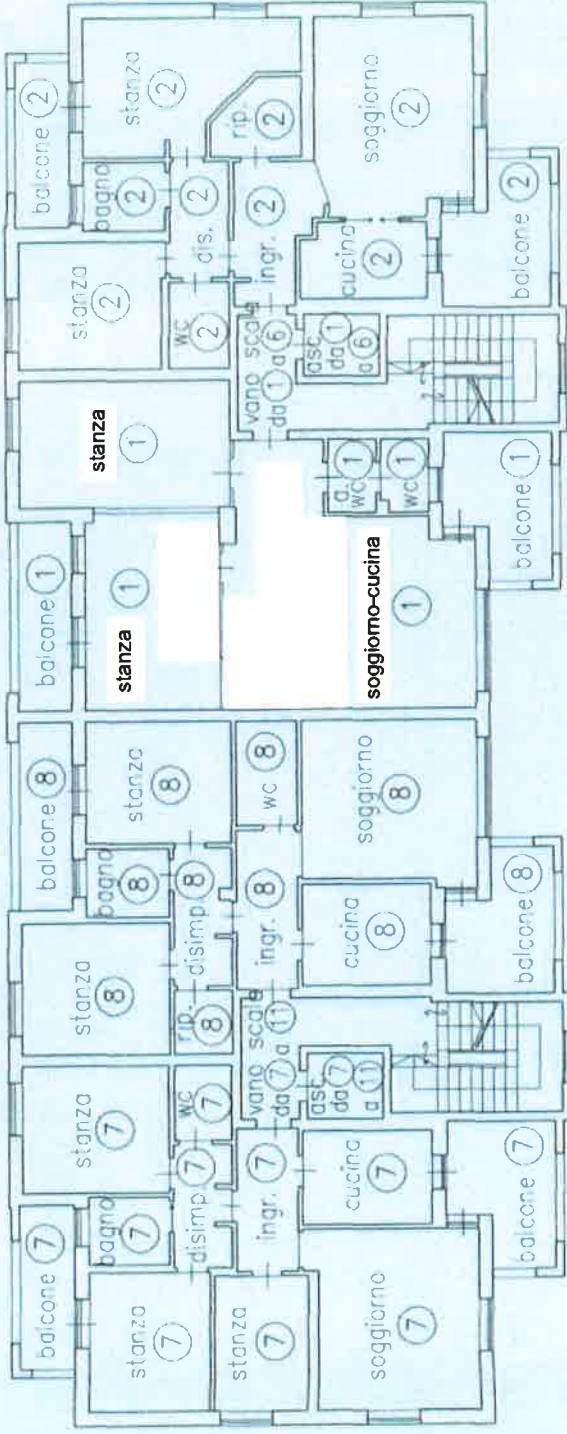 balcone 7
balcone 8
balcone 1
balcone 2
stanza
7
bagno
7
stanza
7
stanza
8
bagno
8
stanza
8
stanza
1
stanza
1
stanza
2
bagno
2
stanza
2
disimp. 7
wc
7
rip.
8
disimp. 8
wc
2
dis.
2
stanza
7
ingr. 7
vano scale
da 7 a 11
asc.
da 7
a 11
ingr. 8
wc 8
vano scale
da 1 a 6
asc.
da 1
a 6
ingr. 2
rip.
2
soggiorno
7
cucina
7
cucina
8
soggiorno
8
soggiorno-cucina
1
a.
wc 1
wc 1
cucina
2
soggiorno
2
balcone 7
balcone 8
balcone 1
balcone 2